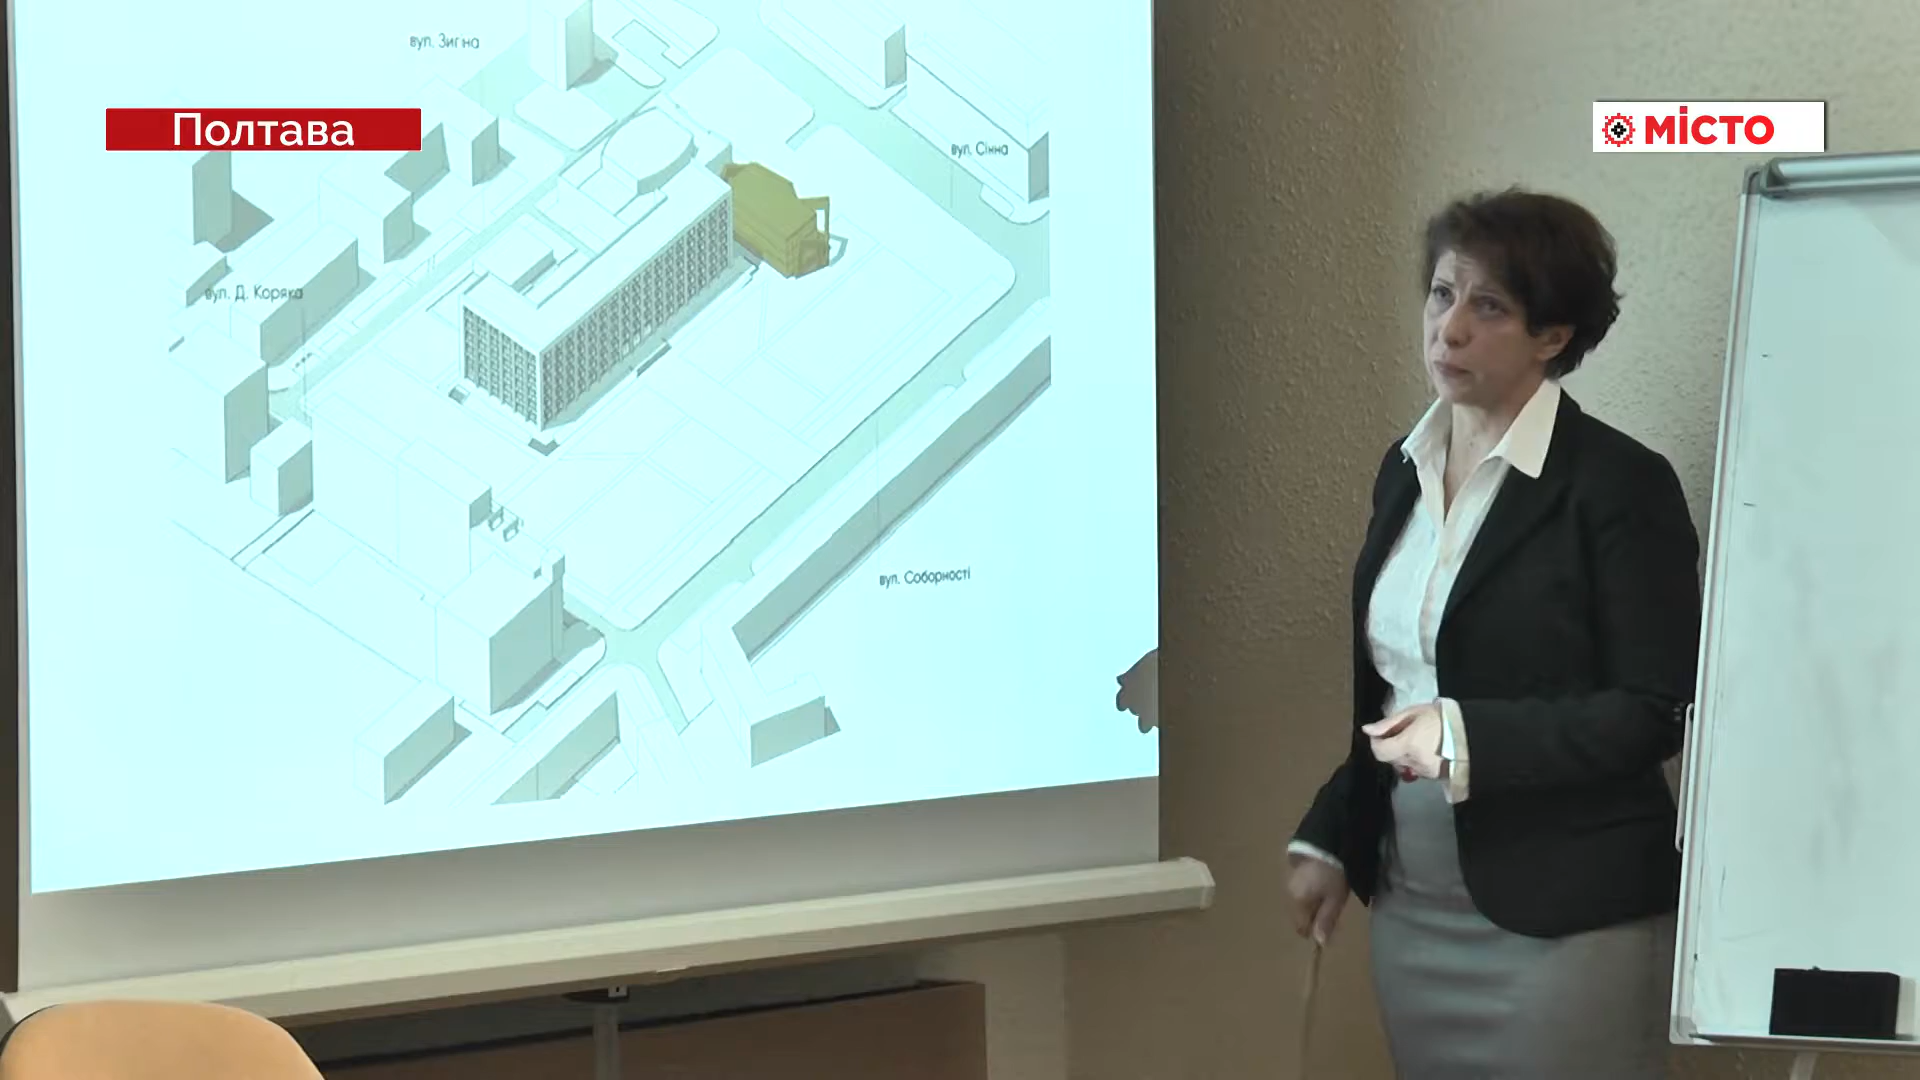 вул. Зигіна
Полтава
МІСТО
вул. Сінна
вул. Д. Коряка
вул. Соборності